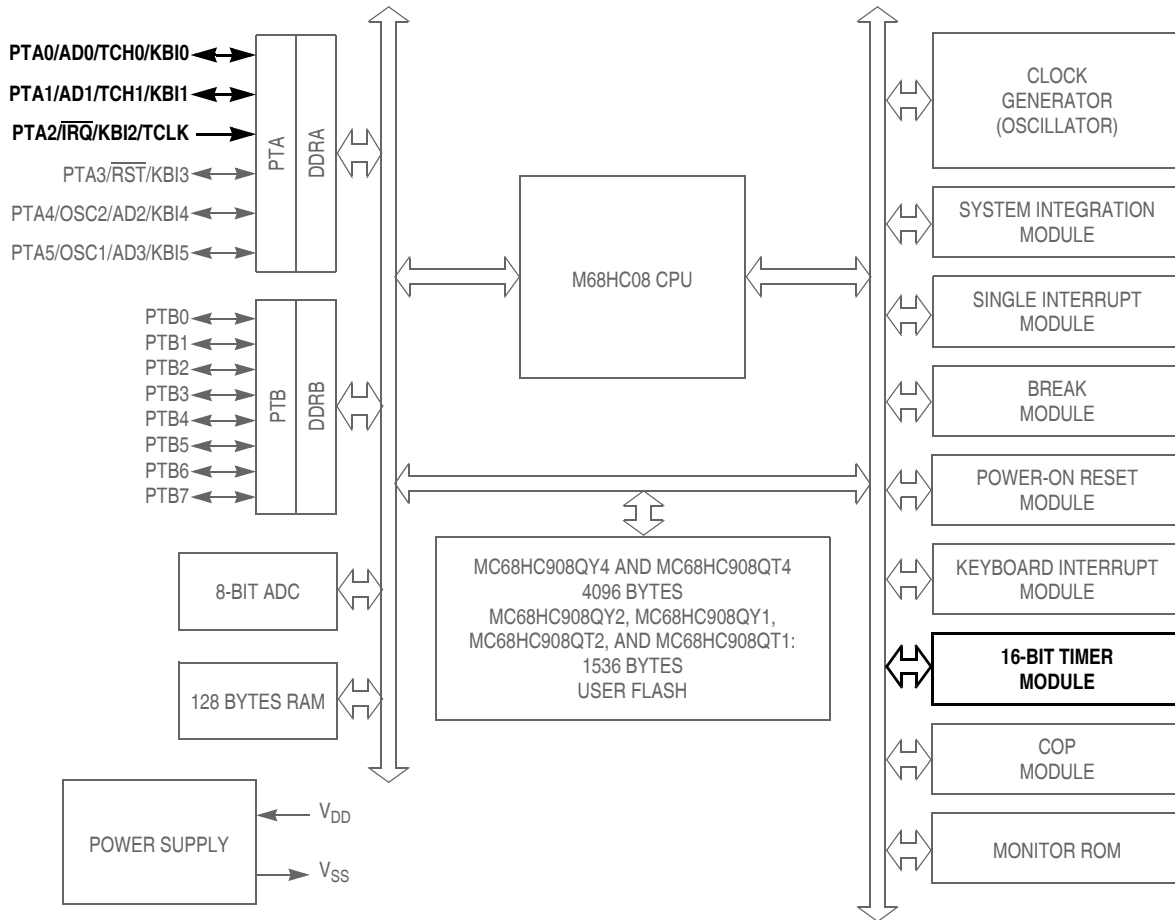 PTA0/AD0/TCH0/KBI0
PTA1/AD1/TCH1/KBI1
PTA2/IRQ/KBI2/TCLK
PTA3/RST/KBI3
PTA4/OSC2/AD2/KBI4
PTA5/OSC1/AD3/KBI5
PTA
DDRA
PTB0
PTB1
PTB2
PTB3
PTB4
PTB5
PTB6
PTB7
PTB
DDRB
8-BIT ADC
128 BYTES RAM
POWER SUPPLY
VDD
VSS
M68HC08 CPU
MC68HC908QY4 AND MC68HC908QT4
4096 BYTES
MC68HC908QY2, MC68HC908QY1,
MC68HC908QT2, AND MC68HC908QT1:
1536 BYTES
USER FLASH
CLOCK
GENERATOR
(OSCILLATOR)
SYSTEM INTEGRATION
MODULE
SINGLE INTERRUPT
MODULE
BREAK
MODULE
POWER-ON RESET
MODULE
KEYBOARD INTERRUPT
MODULE
16-BIT TIMER
MODULE
COP
MODULE
MONITOR ROM